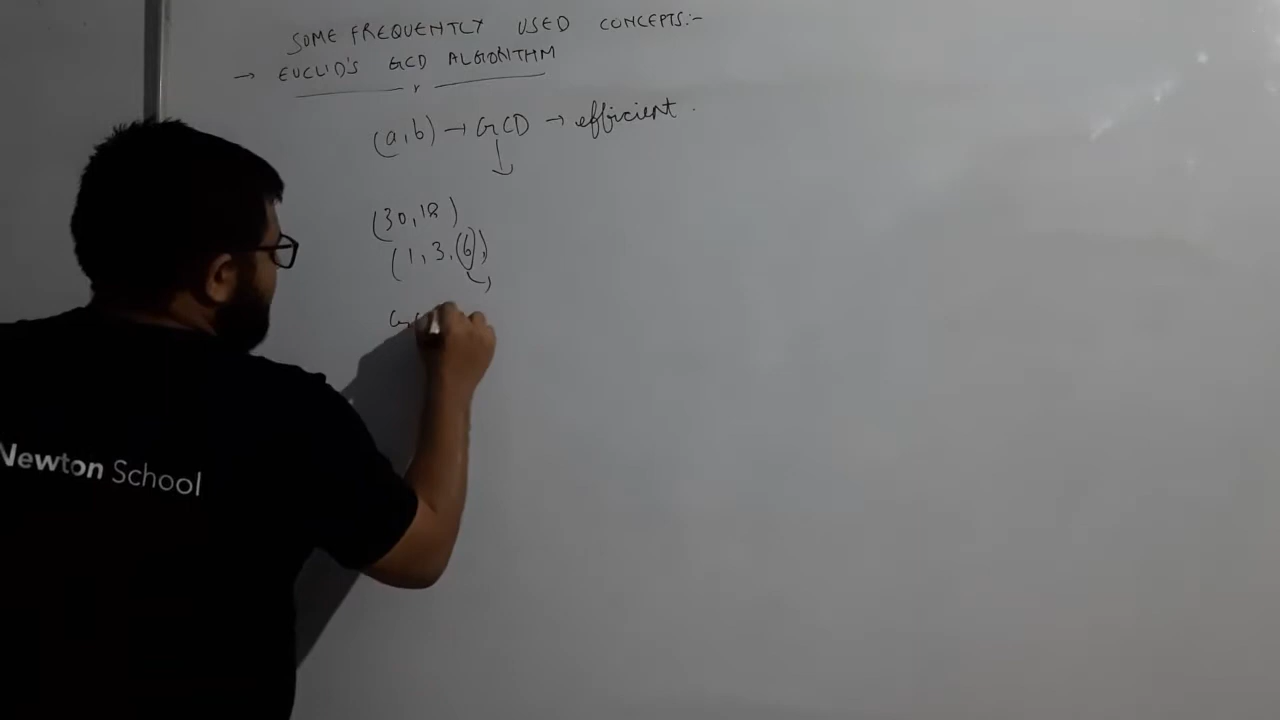 SOME FREQUENTLY USED CONCEPTS:-
→ EUCLID'S GCD ALGORITHM
(a,b) → GCD → efficient.
(30,18)
(1,3,(6),)
Newton School